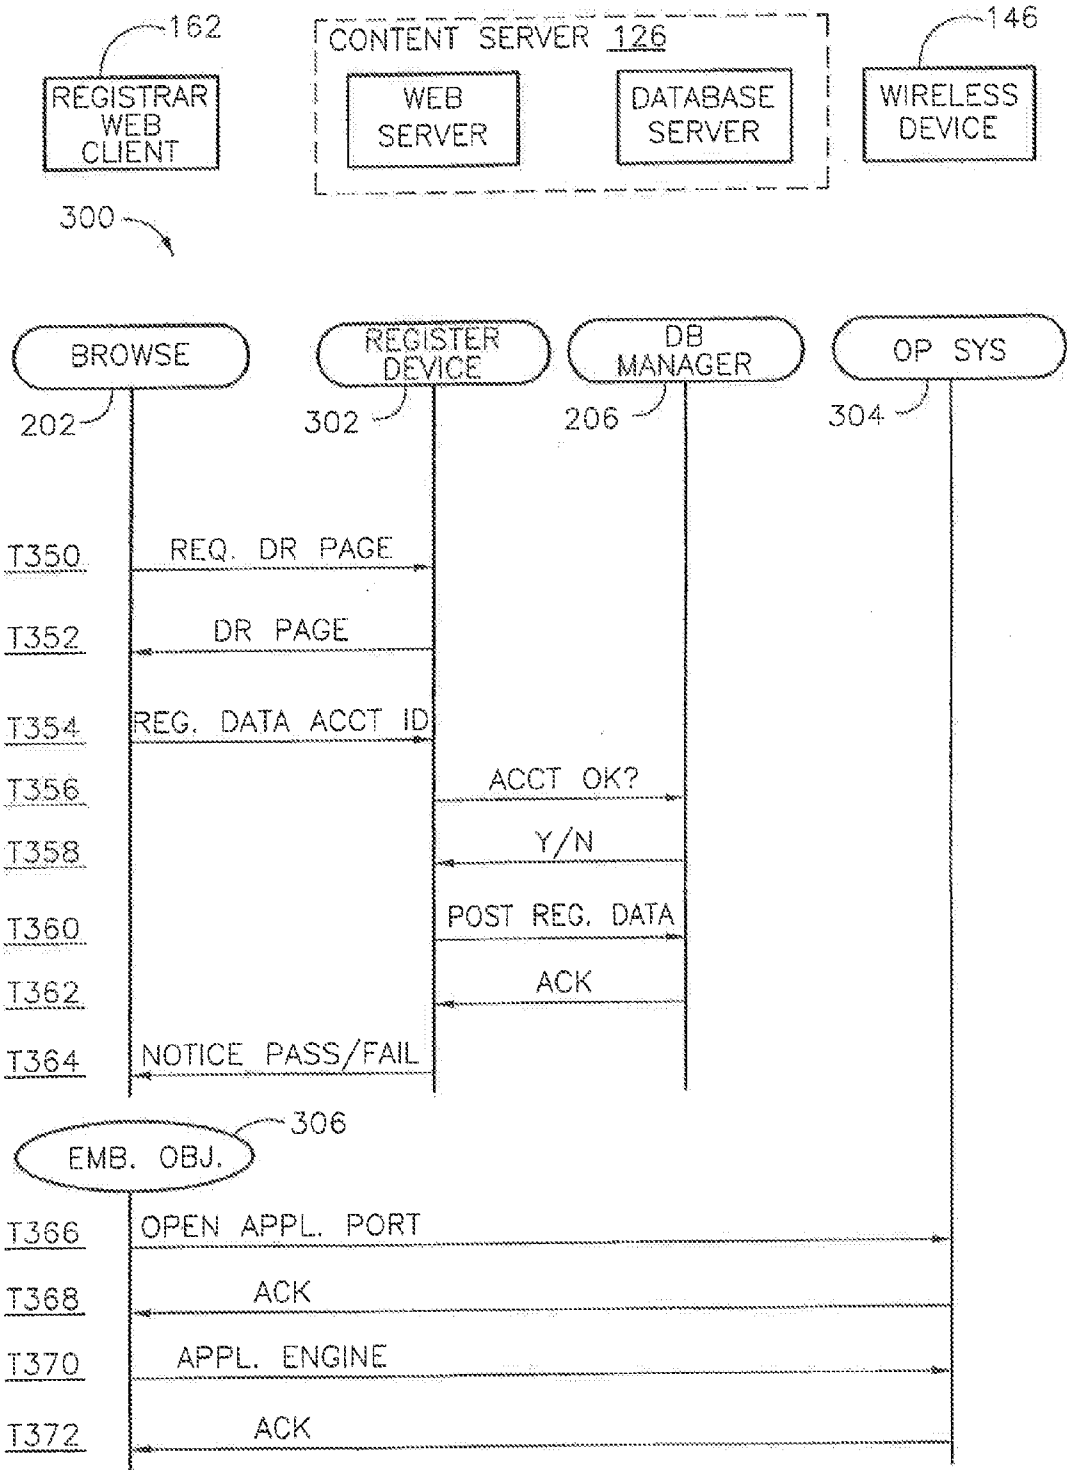 162
CONTENT SERVER 126
146
REGISTRAR
WEB
CLIENT
WEB
SERVER
DATABASE
SERVER
WIRELESS
DEVICE
300
BROWSE
REGISTER
DEVICE
DB
MANAGER
OP SYS
202
302
206
304
T350 REQ. DR PAGE
T352 DR PAGE
T354 REG. DATA ACCT ID
T356 ACCT OK?
T358 Y/N
T360 POST REG. DATA
T362 ACK
T364 NOTICE PASS/FAIL
306
EMB. OBJ.
T366 OPEN APPL. PORT
T368 ACK
T370 APPL. ENGINE
T372 ACK